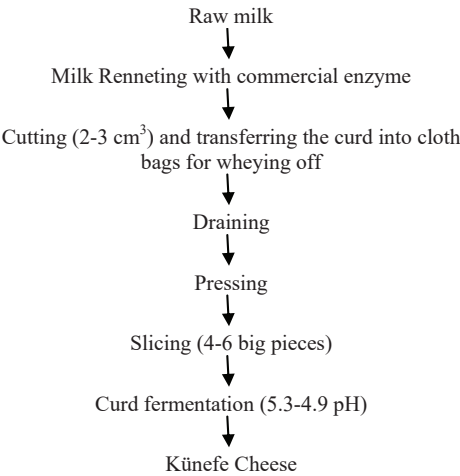 Raw milk
Milk Renneting with commercial enzyme
Cutting (2-3 cm³) and transferring the curd into cloth
bags for wheying off
Draining
Pressing
Slicing (4-6 big pieces)
Curd fermentation (5.3-4.9 pH)
Künefe Cheese